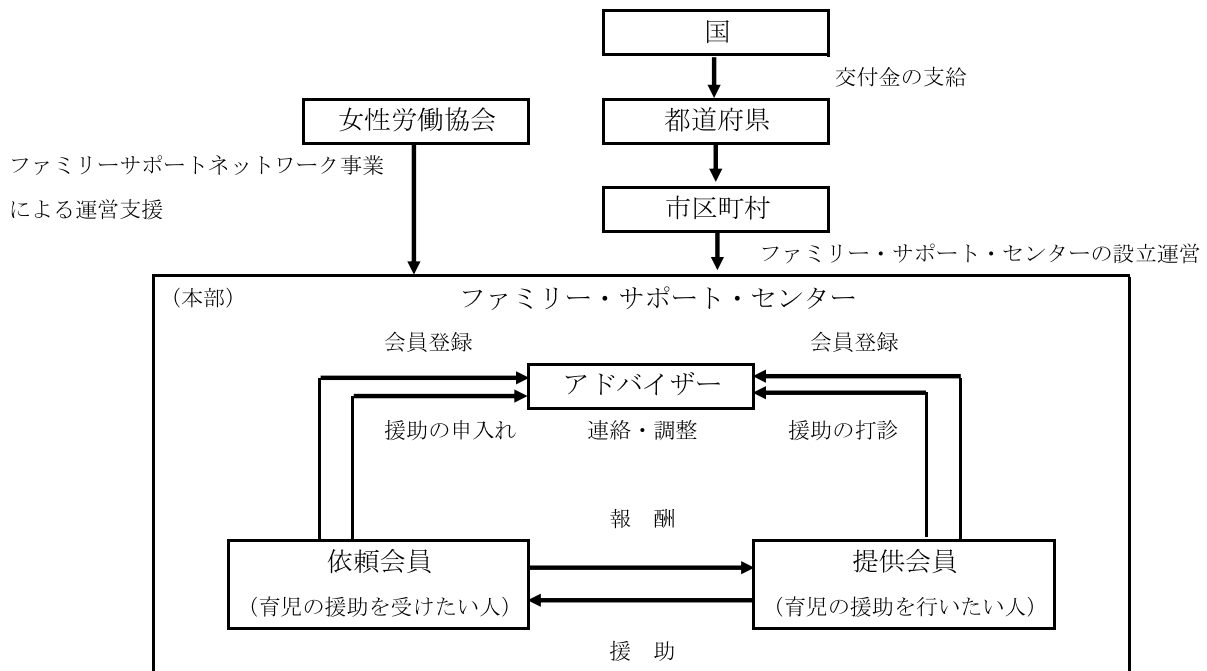 国
交付金の支給
女性労働協会
都道府県
ファミリーサポートネットワーク事業
による運営支援
市区町村
ファミリー・サポート・センターの設立運営
（本部）
ファミリー・サポート・センター
会員登録
会員登録
アドバイザー
援助の申入れ
連絡・調整
援助の打診
報　酬
依頼会員
（育児の援助を受けたい人）
提供会員
（育児の援助を行いたい人）
援　助